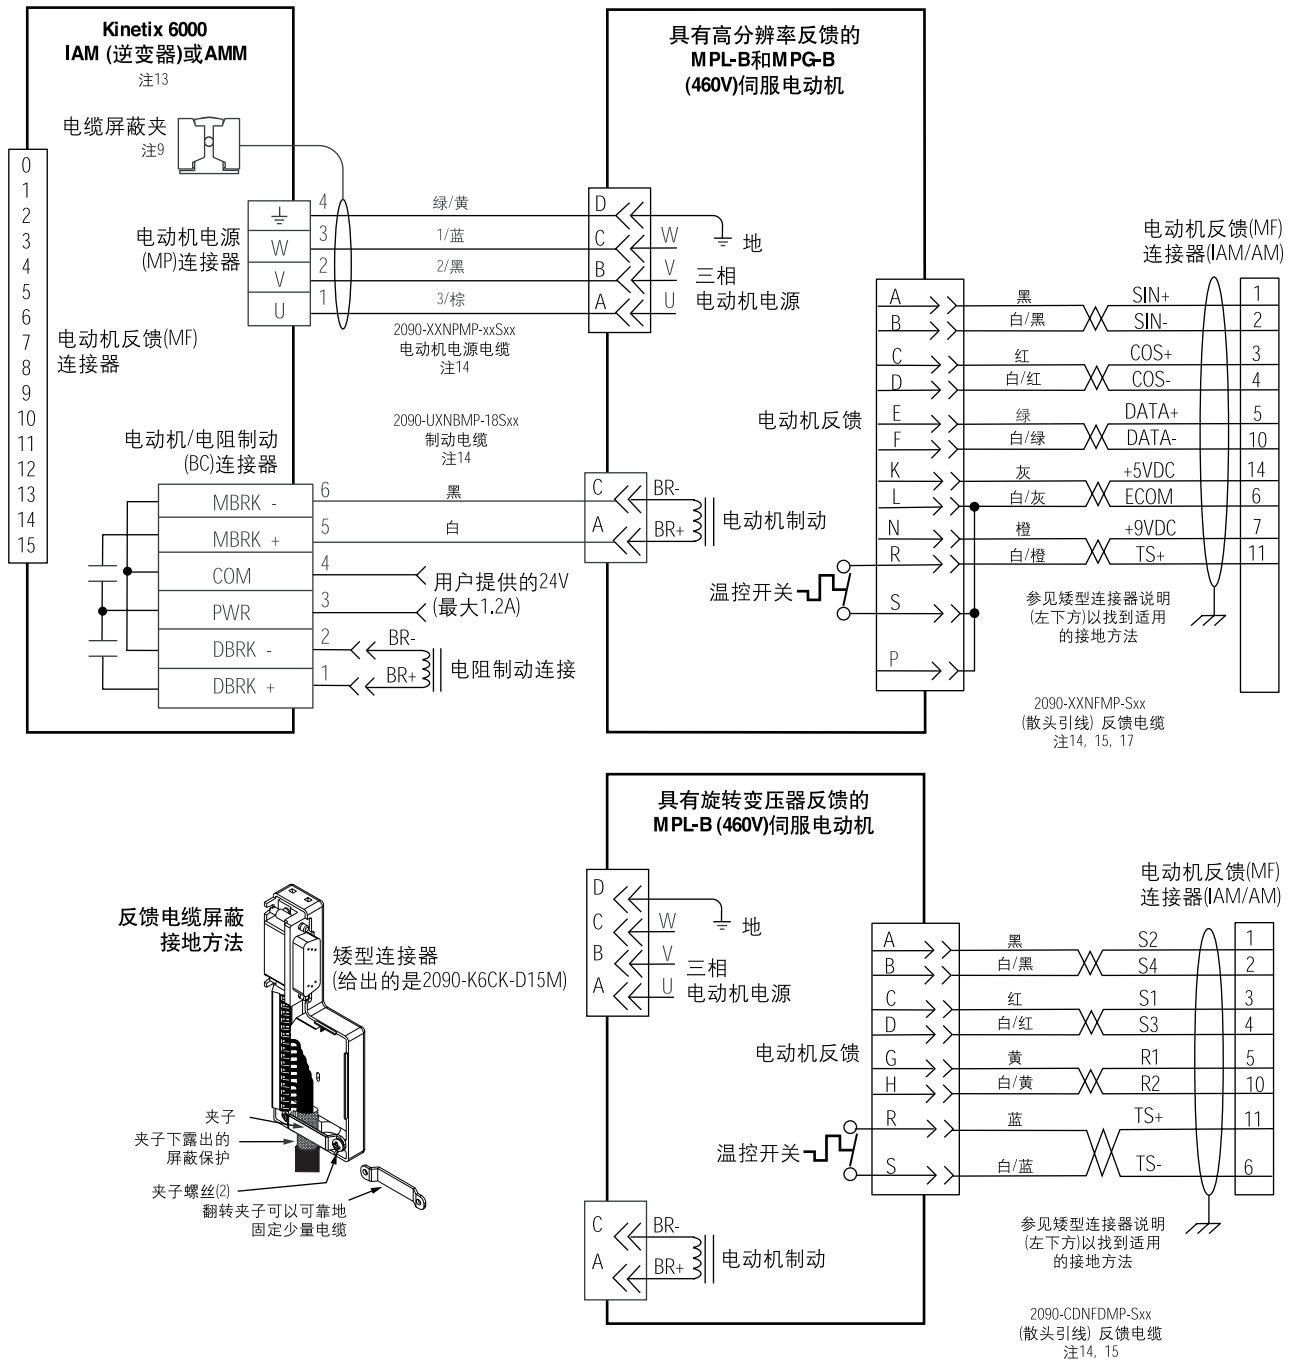 Kinetix 6000
IAM (逆变器)或AMM
注13
电缆屏蔽夹
注9
0
1
2
3
4
5
6
7
8
9
10
11
12
13
14
15
电动机反馈(MF)
连接器
电动机电源
(MP)连接器
W
V
U
4
3
2
1
绿/黄
1/蓝
2/黑
3/棕
2090-XXNPMP-xxSxx
电动机电源电缆
注14
2090-UXNBMP-18Sxx
制动电缆
注14
电动机/电阻制动
(BC)连接器
MBRK -
MBRK +
COM
PWR
DBRK -
DBRK +
6
5
4
3
2
1
黑
白
用户提供的24V
(最大1.2A)
BR-
BR+
电阻制动连接
具有高分辨率反馈的
MPL-B和MPG-B
(460V)伺服电动机
D
C
B
A
W
V
U
地
三相
电动机电源
C
A
BR-
BR+
电动机制动
电动机反馈
温控开关
A
B
C
D
E
F
K
L
N
R
S
P
黑
白/黑
红
白/红
绿
白/绿
灰
白/灰
橙
白/橙
SIN+
SIN-
COS+
COS-
DATA+
DATA-
+5VDC
ECOM
+9VDC
TS+
电动机反馈(MF)
连接器(IAM/AM)
1
2
3
4
5
10
14
6
7
11
参见矮型连接器说明
(左下方)以找到适用
的接地方法
2090-XXNFMP-Sxx
(散头引线) 反馈电缆
注14, 15, 17
反馈电缆屏蔽
接地方法
矮型连接器
(给出的是2090-K6CK-D15M)
夹子
夹子下露出的
屏蔽保护
夹子螺丝(2)
翻转夹子可以可靠地
固定少量电缆
具有旋转变压器反馈的
MPL-B (460V)伺服电动机
D
C
B
A
W
V
U
地
三相
电动机电源
电动机反馈
温控开关
C
A
BR-
BR+
电动机制动
A
B
C
D
G
H
R
S
黑
白/黑
红
白/红
黄
白/黄
蓝
白/蓝
S2
S4
S1
S3
R1
R2
TS+
TS-
电动机反馈(MF)
连接器(IAM/AM)
1
2
3
4
5
10
11
6
参见矮型连接器说明
(左下方)以找到适用
的接地方法
2090-CDNFDMP-Sxx
(散头引线) 反馈电缆
注14, 15